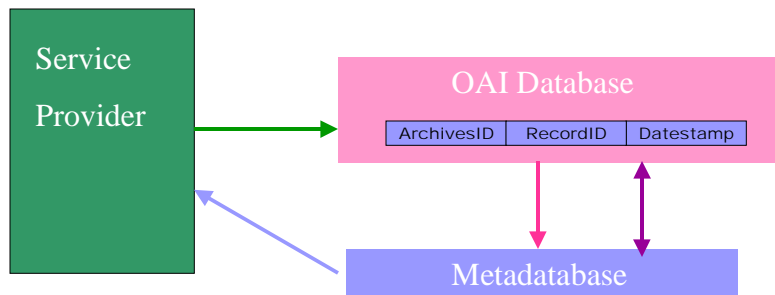 Service
Provider
OAI Database
ArchivesID RecordID Datestamp
Metadatabase